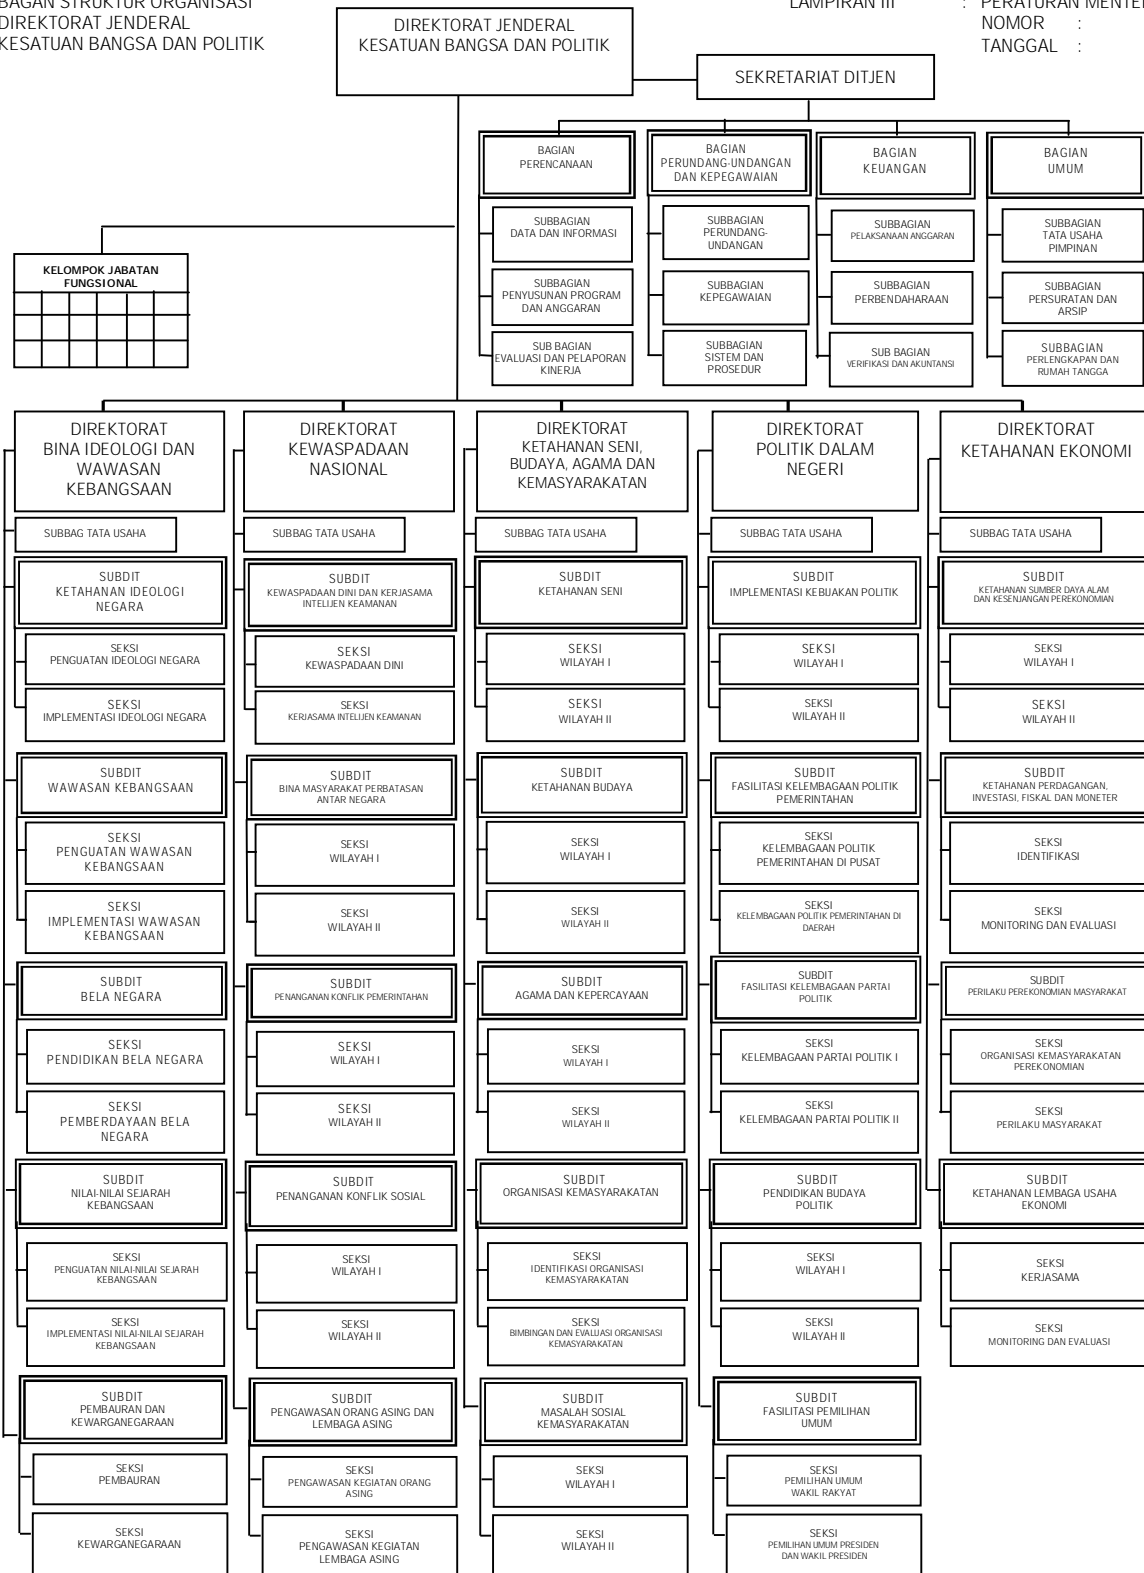 BAGAN STRUKTUR ORGANISASI
DIREKTORAT JENDERAL
KESATUAN BANGSA DAN POLITIK
DIREKTORAT JENDERAL
KESATUAN BANGSA DAN POLITIK
LAMPIRAN III : PERATURAN MENTERI
NOMOR :
TANGGAL :
SEKRETARIAT DITJEN
BAGIAN
PERENCANAAN
BAGIAN
PERUNDANG-UNDANGAN
DAN KEPEGAWAIAN
BAGIAN
KEUANGAN
BAGIAN
UMUM
SUBBAGIAN
DATA DAN INFORMASI
SUBBAGIAN
PERUNDANG-
UNDANGAN
SUBBAGIAN
PELAKSANAAN ANGGARAN
SUBBAGIAN
TATA USAHA
PIMPINAN
SUBBAGIAN
PENYUSUNAN PROGRAM
DAN ANGGARAN
SUBBAGIAN
KEPEGAWAIAN
SUBBAGIAN
PERBENDAHARAAN
SUBBAGIAN
PERSURATAN DAN
ARSIP
SUB BAGIAN
EVALUASI DAN PELAPORAN
KINERJA
SUBBAGIAN
SISTEM DAN
PROSEDUR
SUB BAGIAN
VERIFIKASI DAN AKUNTANSI
SUBBAGIAN
PERLENGKAPAN DAN
RUMAH TANGGA
KELOMPOK JABATAN
FUNGSIONAL
DIREKTORAT
BINA IDEOLOGI DAN
WAWASAN
KEBANGSAAN
SUBBAG TATA USAHA
SUBDIT
KETAHANAN IDEOLOGI
NEGARA
SEKSI
PENGUATAN IDEOLOGI NEGARA
SEKSI
IMPLEMENTASI IDEOLOGI NEGARA
SUBDIT
WAWASAN KEBANGSAAN
SEKSI
PENGUATAN WAWASAN
KEBANGSAAN
SEKSI
IMPLEMENTASI WAWASAN
KEBANGSAAN
SUBDIT
BELA NEGARA
SEKSI
PENDIDIKAN BELA NEGARA
SEKSI
PEMBERDAYAAN BELA
NEGARA
SUBDIT
NILAI-NILAI SEJARAH
KEBANGSAAN
SEKSI
PENGUATAN NILAI-NILAI SEJARAH
KEBANGSAAN
SEKSI
IMPLEMENTASI NILAI-NILAI SEJARAH
KEBANGSAAN
SUBDIT
PEMBAURAN DAN
KEWARGANEGARAAN
SEKSI
PEMBAURAN
SEKSI
KEWARGANEGARAAN
DIREKTORAT
KEWASPADAAN
NASIONAL
SUBBAG TATA USAHA
SUBDIT
KEWASPADAAN DINI DAN KERJASAMA
INTELIJEN KEAMANAN
SEKSI
KEWASPADAAN DINI
SEKSI
KERJASAMA INTELIJEN KEAMANAN
SUBDIT
BINA MASYARAKAT PERBATASAN
ANTAR NEGARA
SEKSI
WILAYAH I
SEKSI
WILAYAH II
SUBDIT
PENANGANAN KONFLIK PEMERINTAHAN
SEKSI
WILAYAH I
SEKSI
WILAYAH II
SUBDIT
PENANGANAN KONFLIK SOSIAL
SEKSI
WILAYAH I
SEKSI
WILAYAH II
SUBDIT
PENGAWASAN ORANG ASING DAN
LEMBAGA ASING
SEKSI
PENGAWASAN KEGIATAN ORANG
ASING
SEKSI
PENGAWASAN KEGIATAN
LEMBAGA ASING
DIREKTORAT
KETAHANAN SENI,
BUDAYA, AGAMA DAN
KEMASYARAKATAN
SUBBAG TATA USAHA
SUBDIT
KETAHANAN SENI
SEKSI
WILAYAH I
SEKSI
WILAYAH II
SUBDIT
KETAHANAN BUDAYA
SEKSI
WILAYAH I
SEKSI
WILAYAH II
SUBDIT
AGAMA DAN KEPERCAYAAN
SEKSI
WILAYAH I
SEKSI
WILAYAH II
SUBDIT
ORGANISASI KEMASYARAKATAN
SEKSI
IDENTIFIKASI ORGANISASI
KEMASYARAKATAN
SEKSI
BIMBINGAN DAN EVALUASI ORGANISASI
KEMASYARAKATAN
SUBDIT
MASALAH SOSIAL
KEMASYARAKATAN
SEKSI
WILAYAH I
SEKSI
WILAYAH II
DIREKTORAT
POLITIK DALAM
NEGERI
SUBBAG TATA USAHA
SUBDIT
IMPLEMENTASI KEBIJAKAN POLITIK
SEKSI
WILAYAH I
SEKSI
WILAYAH II
SUBDIT
FASILITASI KELEMBAGAAN POLITIK
PEMERINTAHAN
SEKSI
KELEMBAGAAN POLITIK
PEMERINTAHAN DI PUSAT
SEKSI
KELEMBAGAAN POLITIK PEMERINTAHAN DI
DAERAH
SUBDIT
FASILITASI KELEMBAGAAN PARTAI
POLITIK
SEKSI
KELEMBAGAAN PARTAI POLITIK I
SEKSI
KELEMBAGAAN PARTAI POLITIK II
SUBDIT
PENDIDIKAN BUDAYA
POLITIK
SEKSI
WILAYAH I
SEKSI
WILAYAH II
SUBDIT
FASILITASI PEMILIHAN
UMUM
SEKSI
PEMILIHAN UMUM
WAKIL RAKYAT
SEKSI
PEMILIHAN UMUM PRESIDEN
DAN WAKIL PRESIDEN
DIREKTORAT
KETAHANAN EKONOMI
SUBBAG TATA USAHA
SUBDIT
KETAHANAN SUMBER DAYA ALAM
DAN KESENJANGAN PEREKONOMIAN
SEKSI
WILAYAH I
SEKSI
WILAYAH II
SUBDIT
KETAHANAN PERDAGANGAN,
INVESTASI, FISKAL DAN MONETER
SEKSI
IDENTIFIKASI
SEKSI
MONITORING DAN EVALUASI
SUBDIT
PERILAKU PEREKONOMIAN MASYARAKAT
SEKSI
ORGANISASI KEMASYARAKATAN
PEREKONOMIAN
SEKSI
PERILAKU MASYARAKAT
SUBDIT
KETAHANAN LEMBAGA USAHA
EKONOMI
SEKSI
KERJASAMA
SEKSI
MONITORING DAN EVALUASI